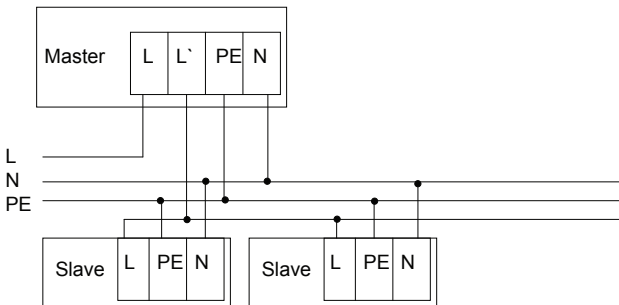 Master L L` PE N
L
N
PE
Slave L PE N Slave L PE N